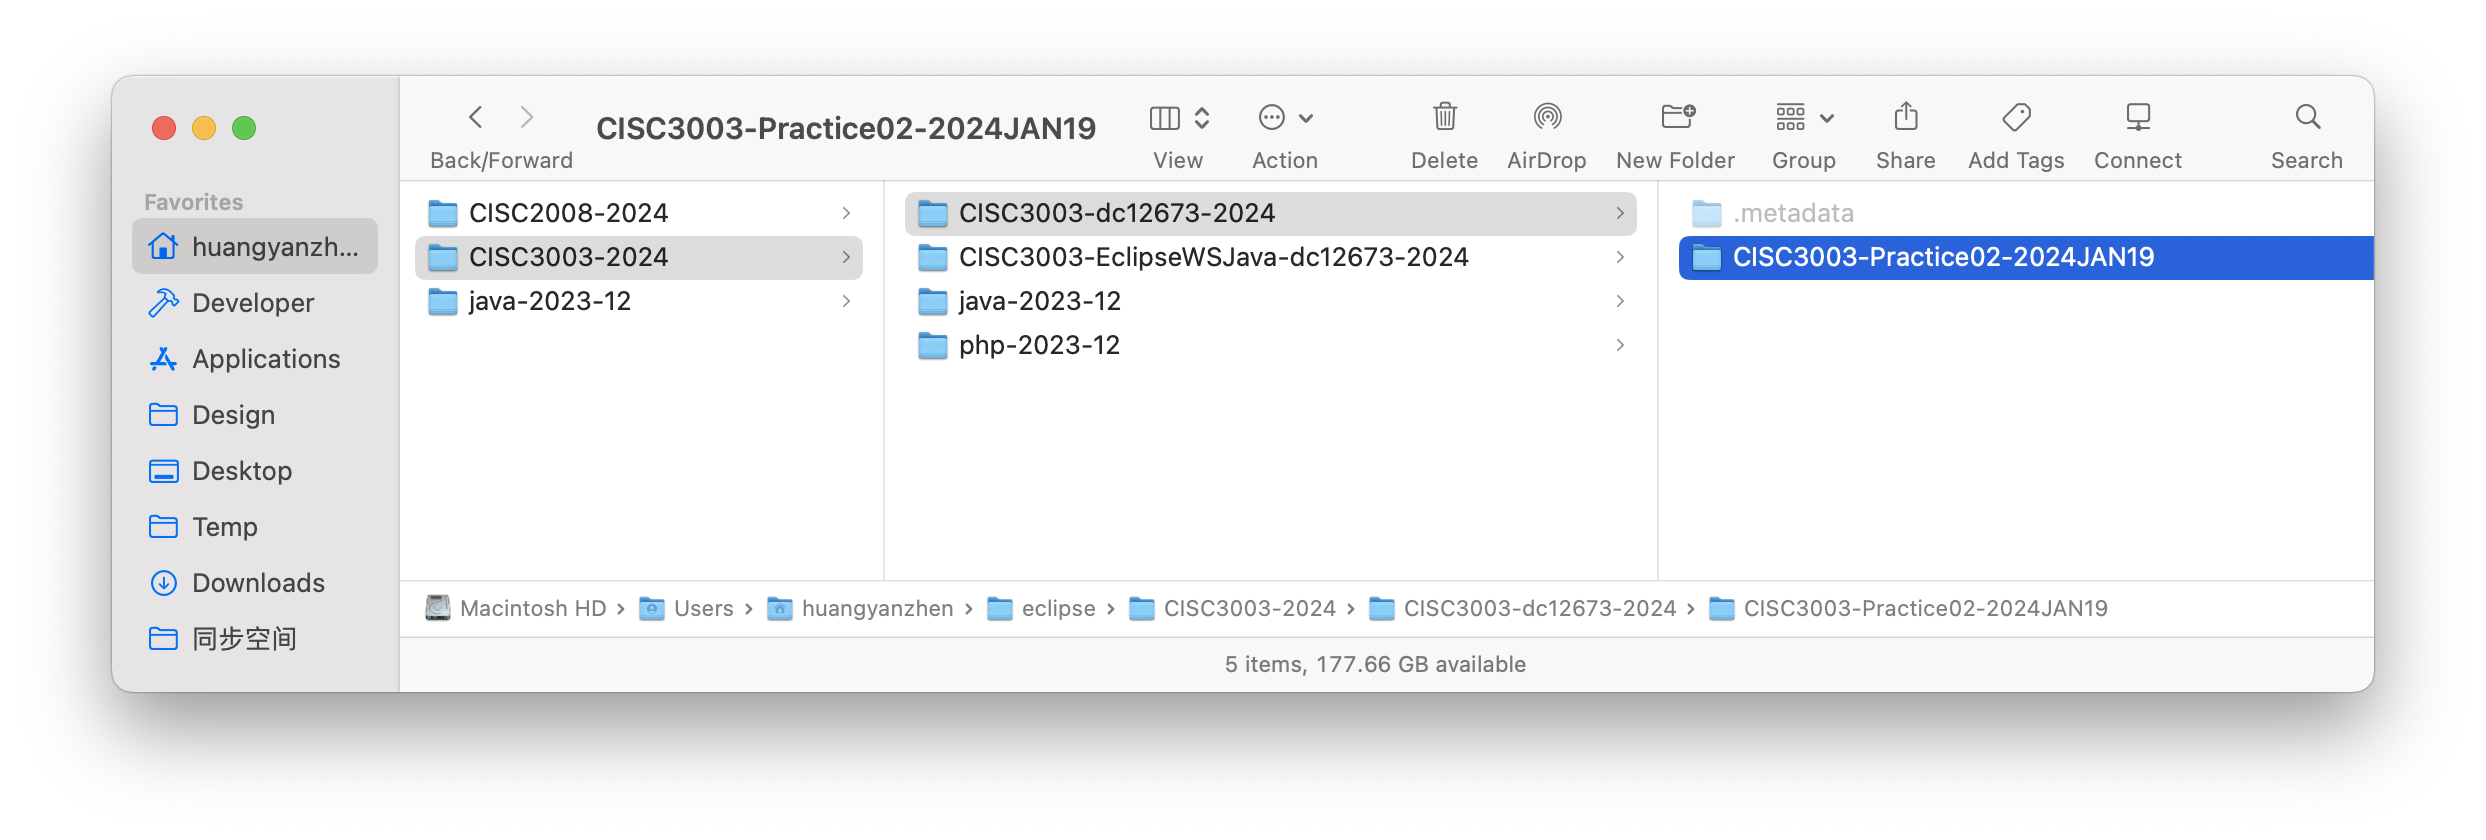 CISC3003-Practice02-2024JAN19
Back/Forward
View
Action
Delete
AirDrop
New Folder
Group
Share
Add Tags
Connect
Search
Favorites
huangyanzh...
Developer
Applications
Design
Desktop
Temp
Downloads
同步空间
CISC2008-2024
CISC3003-2024
java-2023-12
CISC3003-dc12673-2024
CISC3003-EclipseWSJava-dc12673-2024
java-2023-12
php-2023-12
.metadata
CISC3003-Practice02-2024JAN19
Macintosh HD › Users › huangyanzhen › eclipse › CISC3003-2024 › CISC3003-dc12673-2024 › CISC3003-Practice02-2024JAN19
5 items, 177.66 GB available